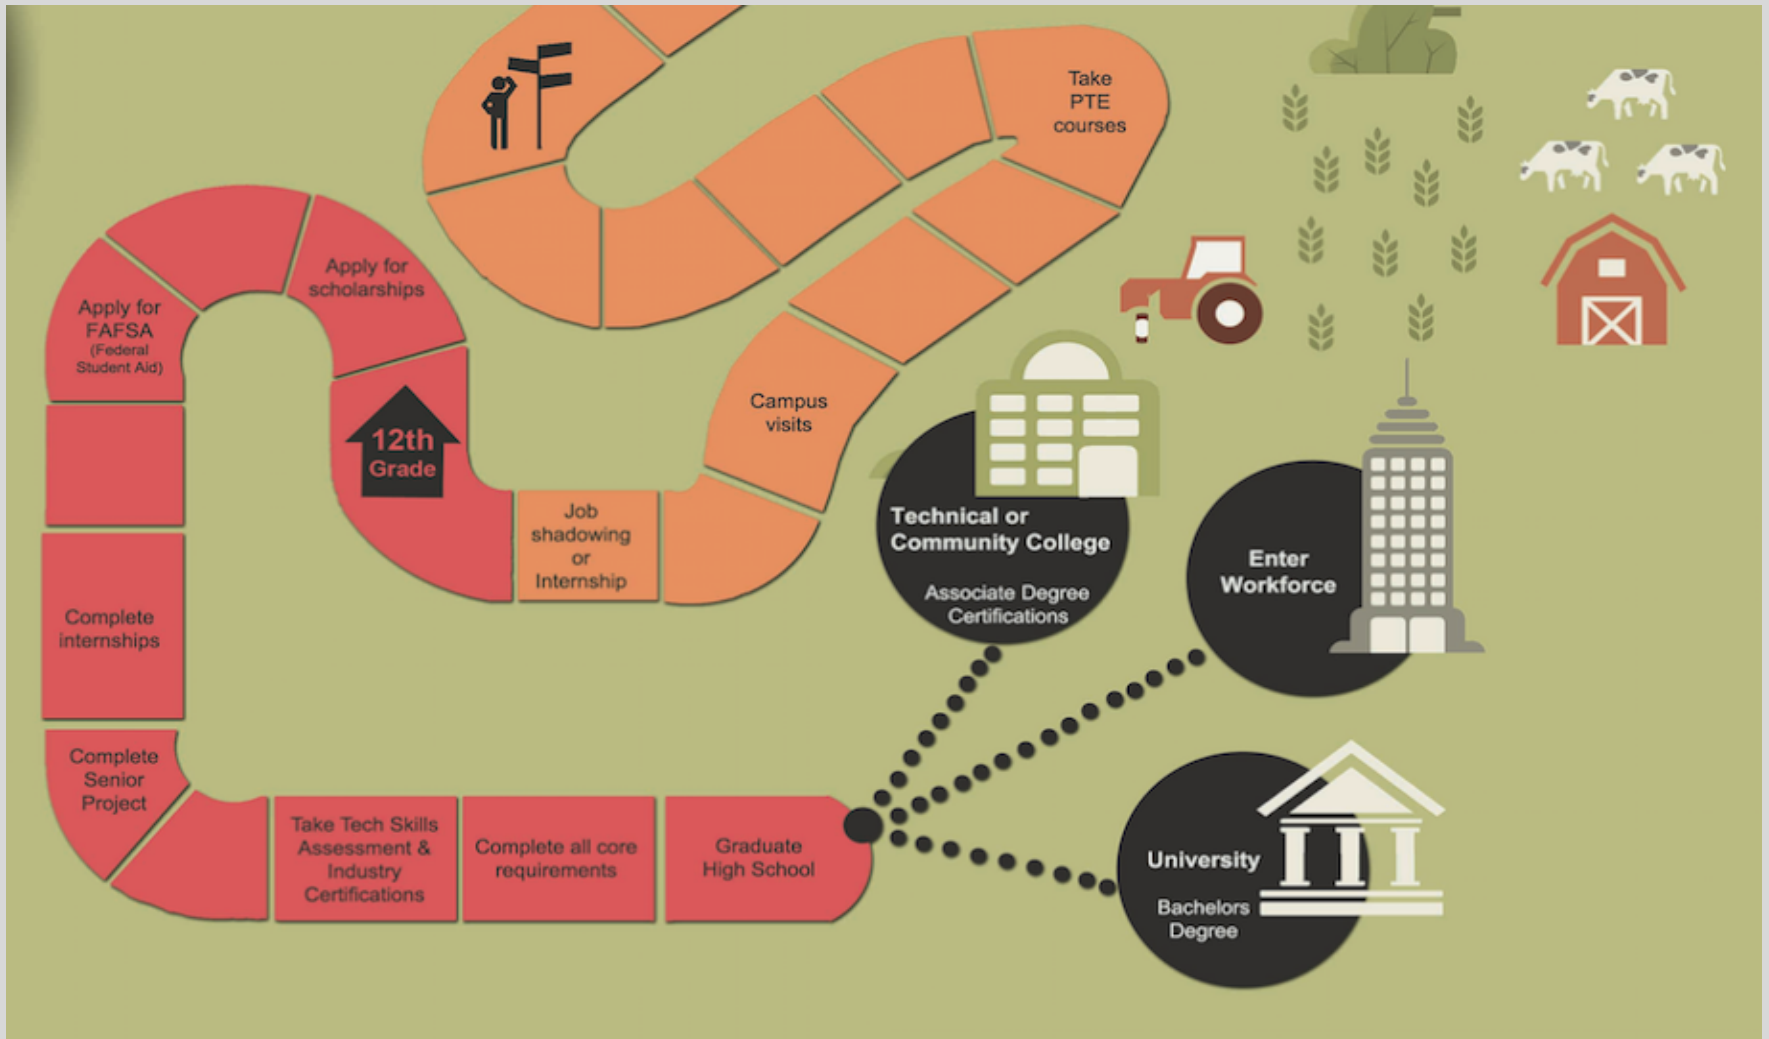 Take
PTE
courses
Campus
visits
Job
shadowing
or
Internship
12th
Grade
Apply for
scholarships
Apply for
FAFSA
(Federal
Student Aid)
Complete
internships
Complete
Senior
Project
Take Tech Skills
Assessment &
Industry
Certifications
Complete all core
requirements
Graduate
High School
Technical or
Community College
Associate Degree
Certifications
Enter
Workforce
University
Bachelors
Degree